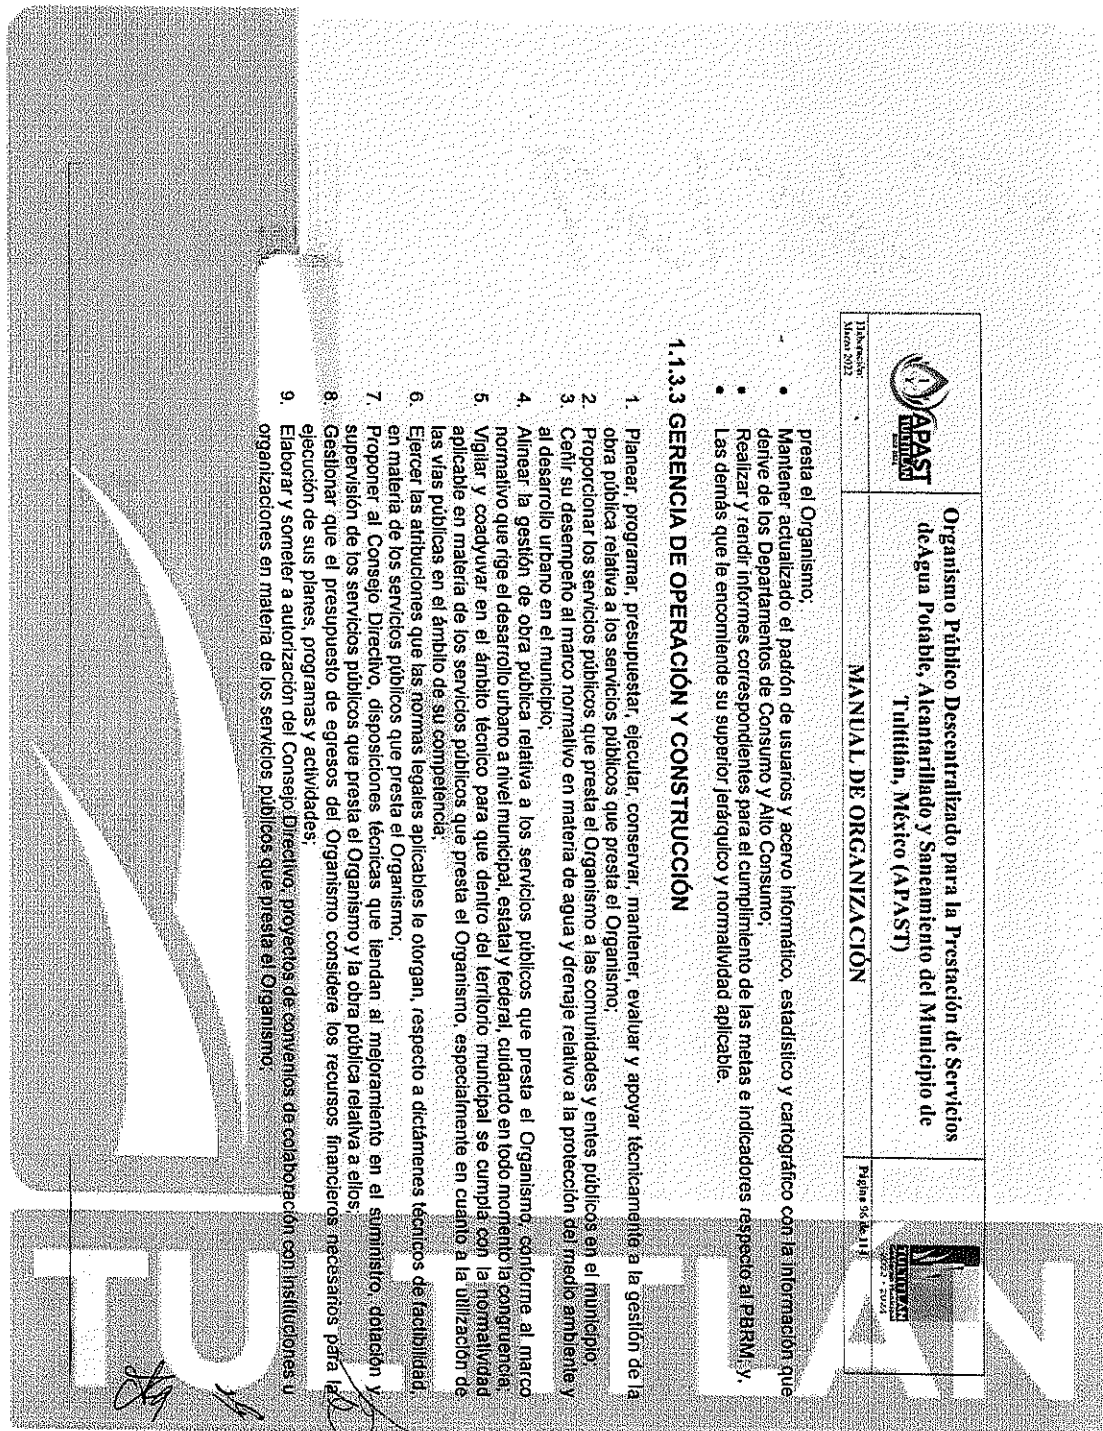 APAST
TULTITLÁN
Organismo Público Descentralizado para la Prestación de Servicios
deAgua Potable, Alcantarillado y Saneamiento del Municipio de
Tultitlán, México (APAST)
Elaboración:
Marzo 2022
MANUAL DE ORGANIZACIÓN
Página 96 de 114
TULTITLÁN
presta el Organismo;
• Mantener actualizado el padrón de usuarios y acervo informático, estadístico y cartográfico con la información que
derive de los Departamentos de Consumo y Alto Consumo;
• Realizar y rendir informes correspondientes para el cumplimiento de las metas e indicadores respecto al PBRM; y,
• Las demás que le encomiende su superior jerárquico y normatividad aplicable.
1.1.3.3 GERENCIA DE OPERACIÓN Y CONSTRUCCIÓN
1. Planear, programar, presupuestar, ejecutar, conservar, mantener, evaluar y apoyar técnicamente a la gestión de la
obra pública relativa a los servicios públicos que presta el Organismo;
2. Proporcionar los servicios públicos que presta el Organismo a las comunidades y entes públicos en el municipio;
3. Ceñir su desempeño al marco normativo en materia de agua y drenaje relativo a la protección del medio ambiente y
al desarrollo urbano en el municipio;
4. Alinear la gestión de obra pública relativa a los servicios públicos que presta el Organismo, conforme al marco
normativo que rige el desarrollo urbano a nivel municipal, estatal y federal, cuidando en todo momento la congruencia;
5. Vigilar y coadyuvar en el ámbito técnico para que dentro del territorio municipal se cumpla con la normatividad
aplicable en materia de los servicios públicos que presta el Organismo, especialmente en cuanto a la utilización de
las vías públicas en el ámbito de su competencia;
6. Ejercer las atribuciones que las normas legales aplicables le otorgan, respecto a dictámenes técnicos de factibilidad,
en materia de los servicios públicos que presta el Organismo;
7. Proponer al Consejo Directivo, disposiciones técnicas que tiendan al mejoramiento en el suministro, dotación y
supervisión de los servicios públicos que presta el Organismo y la obra pública relativa a ellos;
8. Gestionar que el presupuesto de egresos del Organismo considere los recursos financieros necesarios para la
ejecución de sus planes, programas y actividades;
9. Elaborar y someter a autorización del Consejo Directivo, proyectos de convenios de colaboración con instituciones u
organizaciones en materia de los servicios públicos que presta el Organismo;
TULTITLÁN